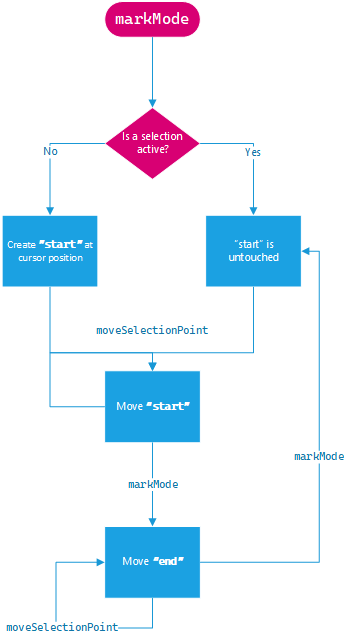 markMode
Is a selection
active?
No
Yes
Create "start" at
cursor position
"start" is
untouched
moveSelectionPoint
Move "start"
markMode
markMode
Move "end"
moveSelectionPoint